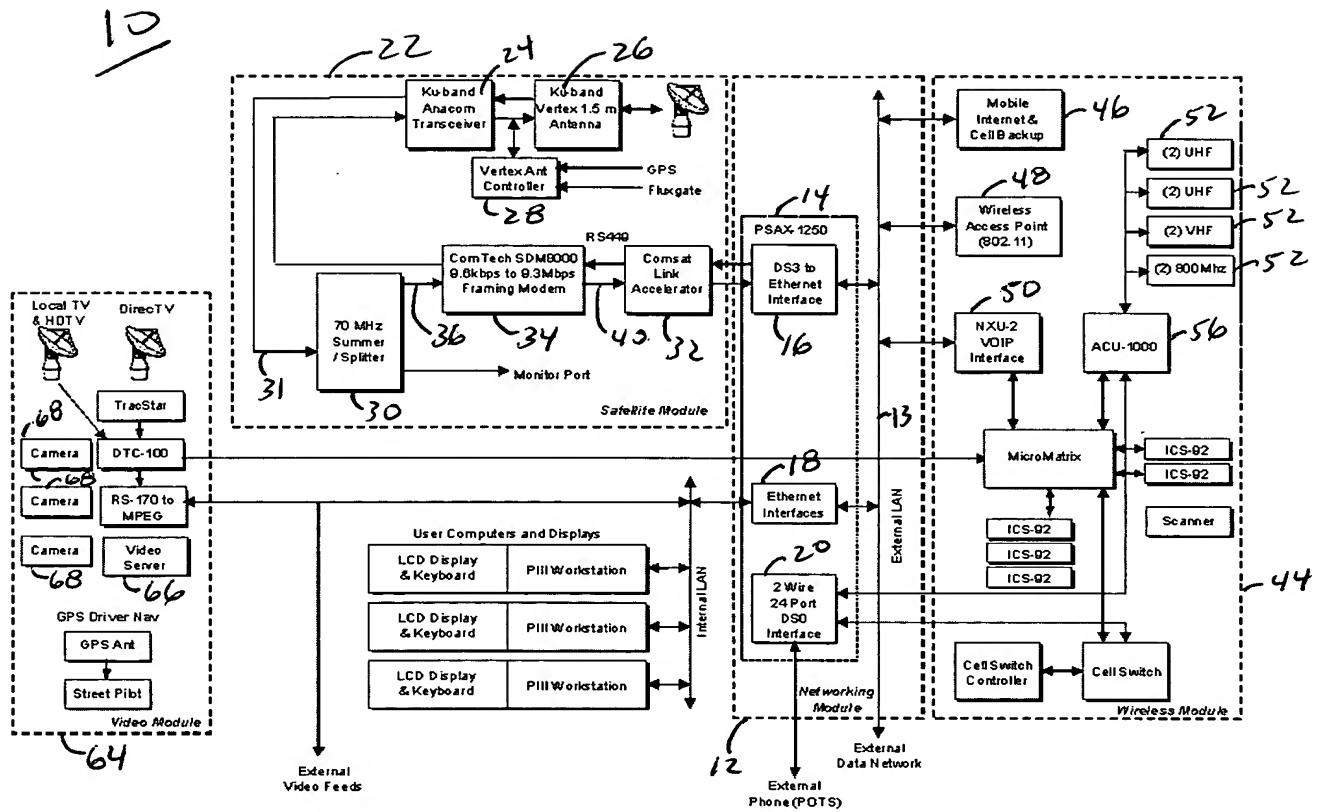 10
22
24
26
Ku-band
Anacom
Transceiver
Ku-band
Vertex 1.5 m
Antenna
Vertex Ant
Controller
28
GPS
Fluxgate
RS449
ComTech SDM8000
9.6kbps to 9.3Mbps
Framing Modem
Comsat
Link
Accelerator
36
34
40
32
70 MHz
Summer
/ Splitter
31
30
Monitor Port
Satellite Module
14
PSAX-1250
DS3 to
Ethernet
Interface
16
13
External LAN
18
Ethernet
Interfaces
20
2 Wire
24 Port
DS0
Interface
Networking
Module
12
External
Data Network
External
Phone (POTS)
Mobile
Internet &
Cell Backup
46
48
Wireless
Access Point
(802.11)
50
NXU-2
VOIP
Interface
52
(2) UHF
(2) UHF
52
(2) VHF
52
(2) 800Mhz
52
ACU-1000
56
MicroMatrix
ICS-92
ICS-92
ICS-92
ICS-92
ICS-92
Scanner
44
Cell Switch
Controller
Cell Switch
Wireless Module
Local TV
& HDTV
DirecTV
TracStar
68
Camera
DTC-100
68
Camera
RS-170 to
MPEG
Camera
68
Video
Server
66
GPS Driver Nav
GPS Ant
Street Pilot
Video Module
64
User Computers and Displays
LCD Display
& Keyboard
PIII Workstation
LCD Display
& Keyboard
PIII Workstation
LCD Display
& Keyboard
PIII Workstation
Internal LAN
External
Video Feeds